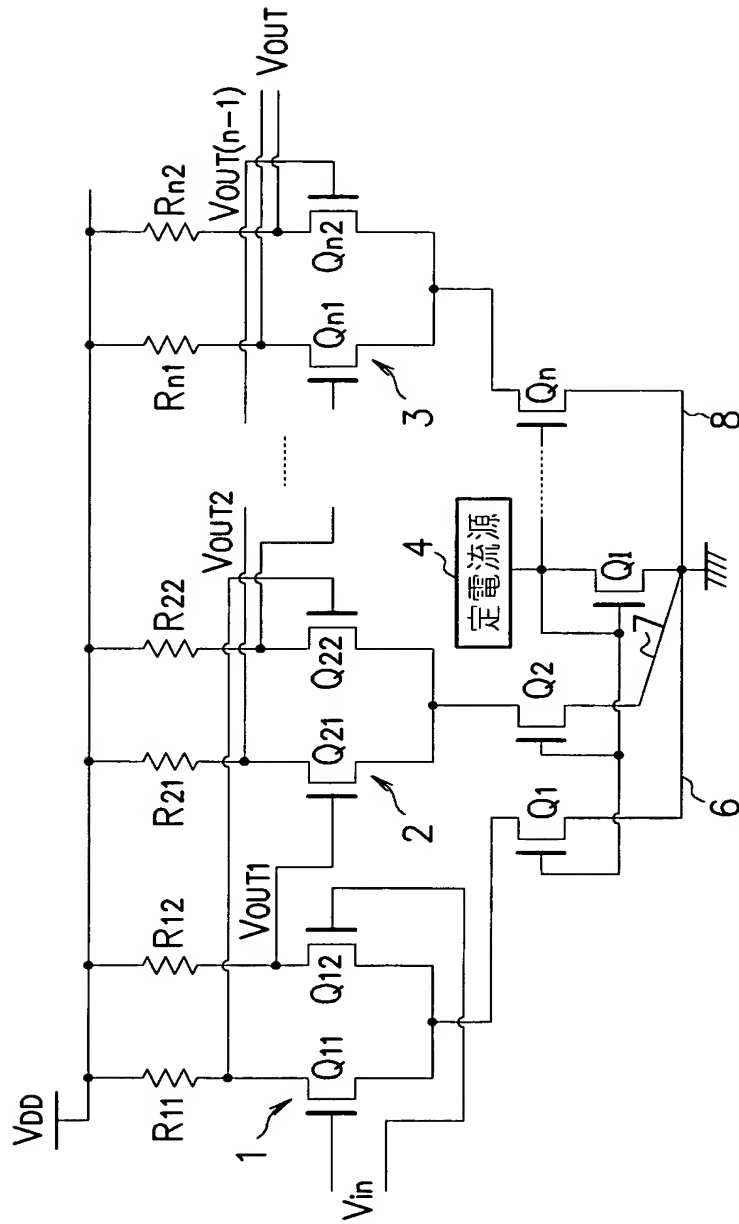 VDD
R11
R12
R21
R22
Rn1
Rn2
VOUT1
VOUT2
VOUT(n-1)
VOUT
Vin
1
Q11
Q12
2
Q21
Q22
3
Qn1
Qn2
4
定電流源
Q1
Q2
QI
Qn
6
7
8